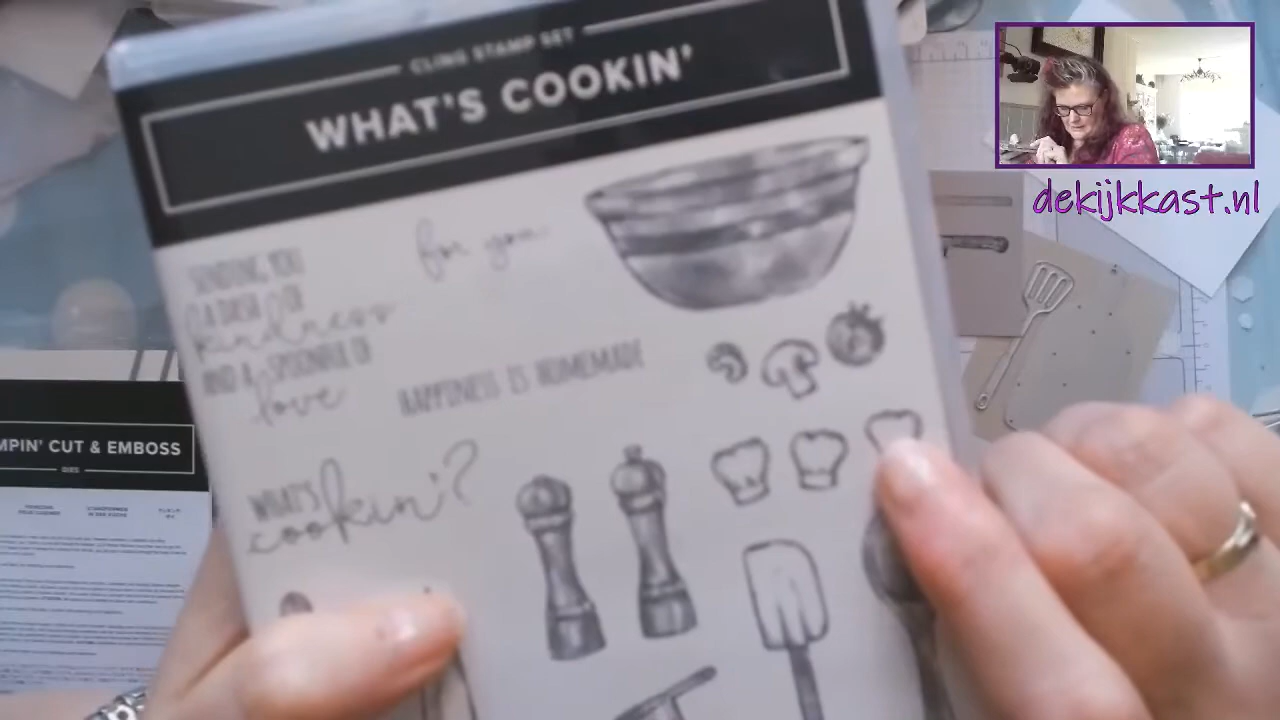 CLING STAMP SET
WHAT'S COOKIN'
dekijkkast.nl
for you
SENDING YOU
A DASH OF
kindness
AND A SPOONFUL OF
love
HAPPINESS IS HOMEMADE
WHAT'S
cookin'?
MPIN' CUT & EMBOSS
DIES